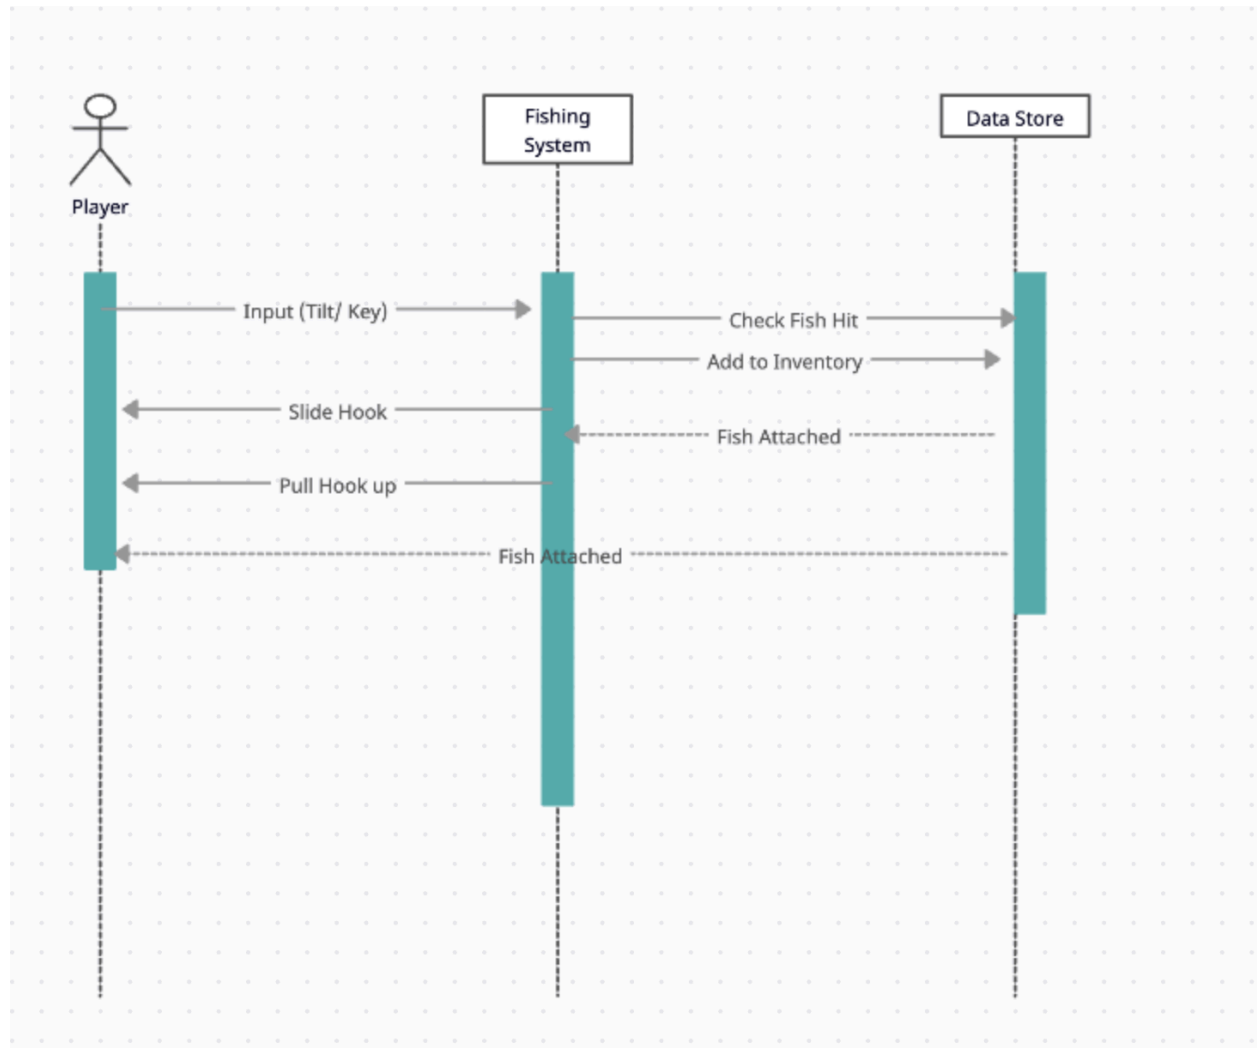 Fishing
System
Data Store
Player
Input (Tilt/ Key)
Check Fish Hit
Add to Inventory
Slide Hook
Fish Attached
Pull Hook up
Fish Attached